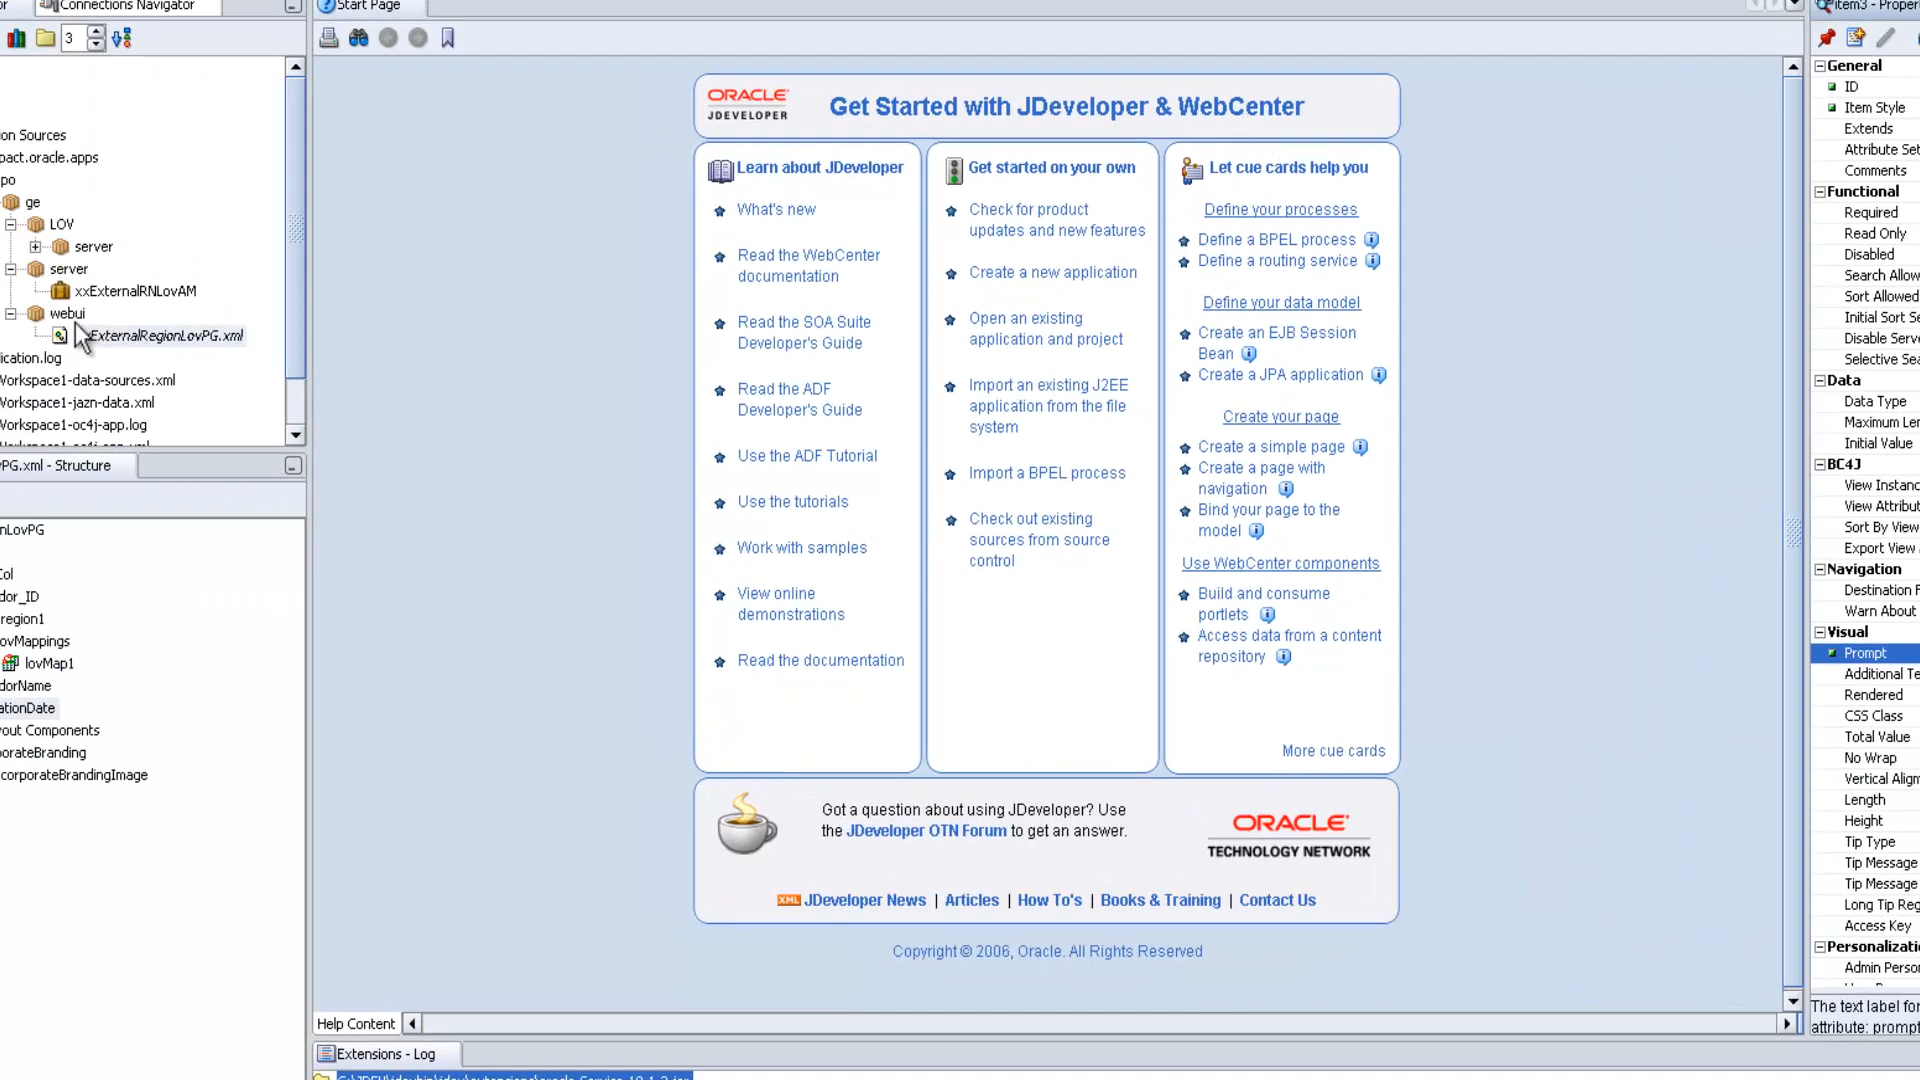 or
Connections Navigator
3
ion Sources
pact.oracle.apps
po
ge
LOV
server
server
xxExternalRNLovAM
webui
ExternalRegionLovPG.xml
ication.log
Workspace1-data-sources.xml
Workspace1-jazn-data.xml
Workspace1-oc4j-app.log
PG.xml - Structure
nLovPG
Col
dor_ID
region1
ovMappings
lovMap1
dorName
ationDate
yout Components
porateBranding
corporateBrandingImage
Start Page
ORACLE
JDEVELOPER
Get Started with JDeveloper & WebCenter
Learn about JDeveloper
What's new
Read the WebCenter
documentation
Read the SOA Suite
Developer's Guide
Read the ADF
Developer's Guide
Use the ADF Tutorial
Use the tutorials
Work with samples
View online
demonstrations
Read the documentation
Get started on your own
Check for product
updates and new features
Create a new application
Open an existing
application and project
Import an existing J2EE
application from the file
system
Import a BPEL process
Check out existing
sources from source
control
Let cue cards help you
Define your processes
Define a BPEL process
Define a routing service
Define your data model
Create an EJB Session
Bean
Create a JPA application
Create your page
Create a simple page
Create a page with
navigation
Bind your page to the
model
Use WebCenter components
Build and consume
portlets
Access data from a content
repository
More cue cards
Got a question about using JDeveloper? Use
the JDeveloper OTN Forum to get an answer.
ORACLE
TECHNOLOGY NETWORK
XML JDeveloper News | Articles | How To's | Books & Training | Contact Us
Copyright © 2006, Oracle. All Rights Reserved
Help Content
Extensions - Log
item3 - Proper
General
ID
Item Style
Extends
Attribute Set
Comments
Functional
Required
Read Only
Disabled
Search Allow
Sort Allowed
Initial Sort Se
Disable Serve
Selective Sea
Data
Data Type
Maximum Len
Initial Value
BC4J
View Instanc
View Attribut
Sort By View
Export View
Navigation
Destination F
Warn About
Visual
Prompt
Additional Te
Rendered
CSS Class
Total Value
No Wrap
Vertical Alignm
Length
Height
Tip Type
Tip Message
Tip Message
Long Tip Reg
Access Key
Personalizati
Admin Perso
The text label for
attribute: prompt